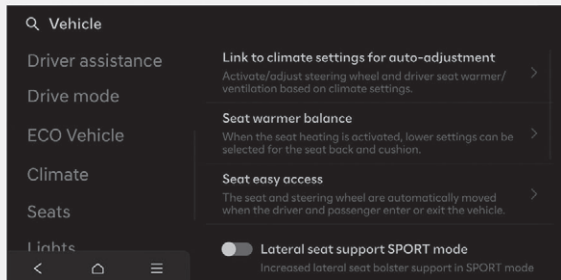 Vehicle
Driver assistance
Drive mode
ECO Vehicle
Climate
Seats
Lights
Link to climate settings for auto-adjustment
Activate/adjust steering wheel and driver seat warmer/
ventilation based on climate settings.
Seat warmer balance
When the seat heating is activated, lower settings can be
selected for the seat back and cushion.
Seat easy access
The seat and steering wheel are automatically moved
when the driver and passenger enter or exit the vehicle.
Lateral seat support SPORT mode
Increased lateral seat bolster support in SPORT mode